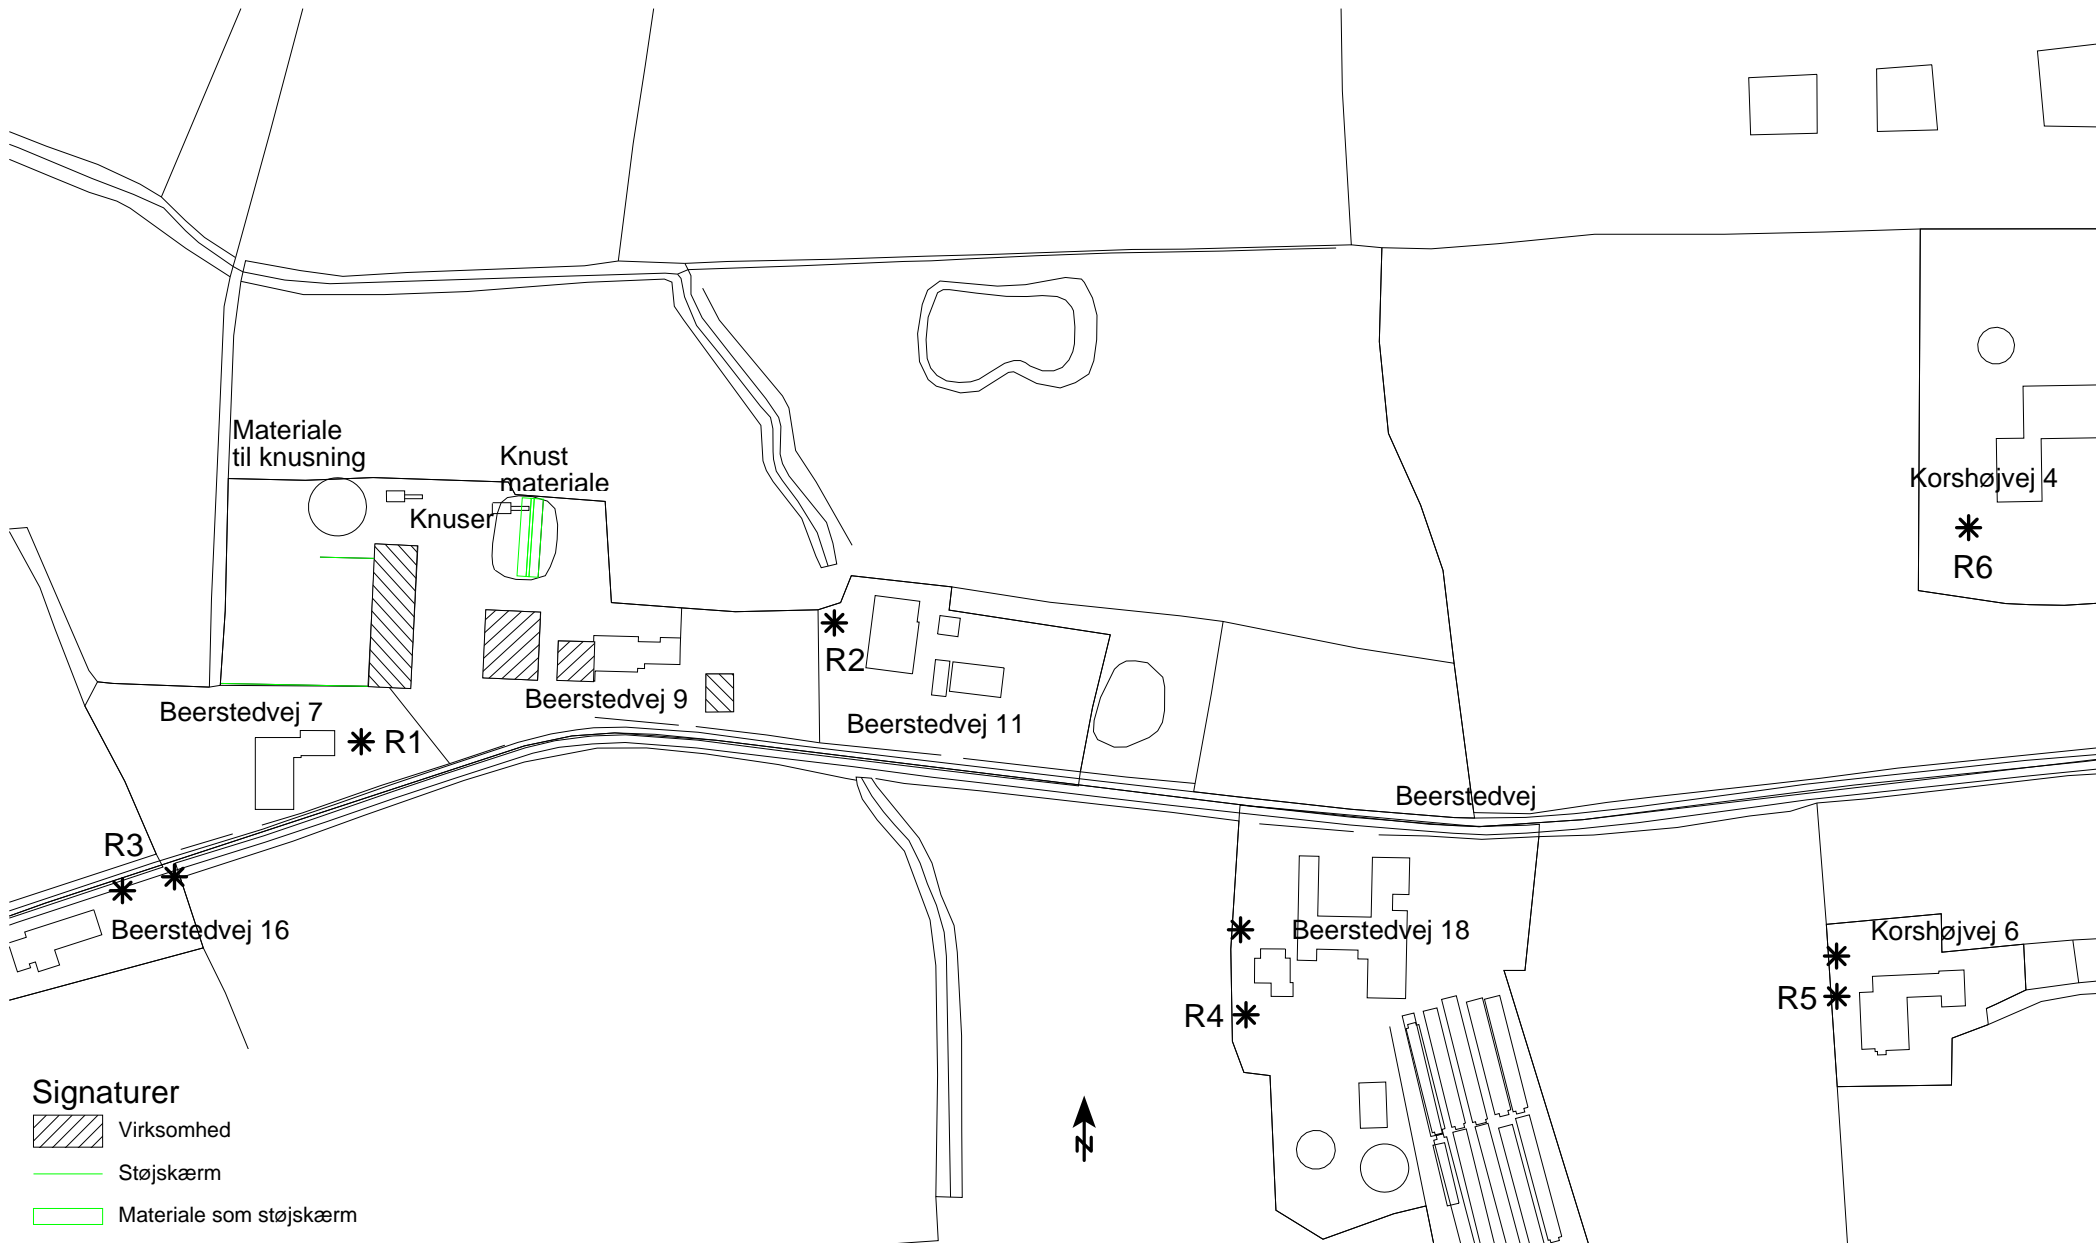 Materiale
til knusning
Knust
materiale
Knuser
Korshøjvej 4
R6
R2
Beerstedvej 9
Beerstedvej 7
Beerstedvej 11
R1
Beerstedvej
R3
Beerstedvej 16
Beerstedvej 18
Korshøjvej 6
R5
R4
Signaturer
Virksomhed
Støjskærm
Materiale som støjskærm
N